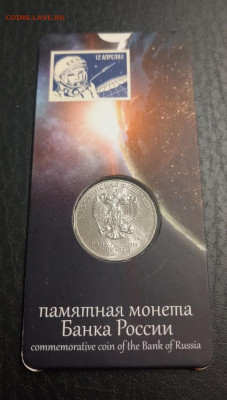 COINS.LAVE.RU
12 АПРЕЛЯ
памятная монета
Банка России
commemorative coin of the Bank of Russia